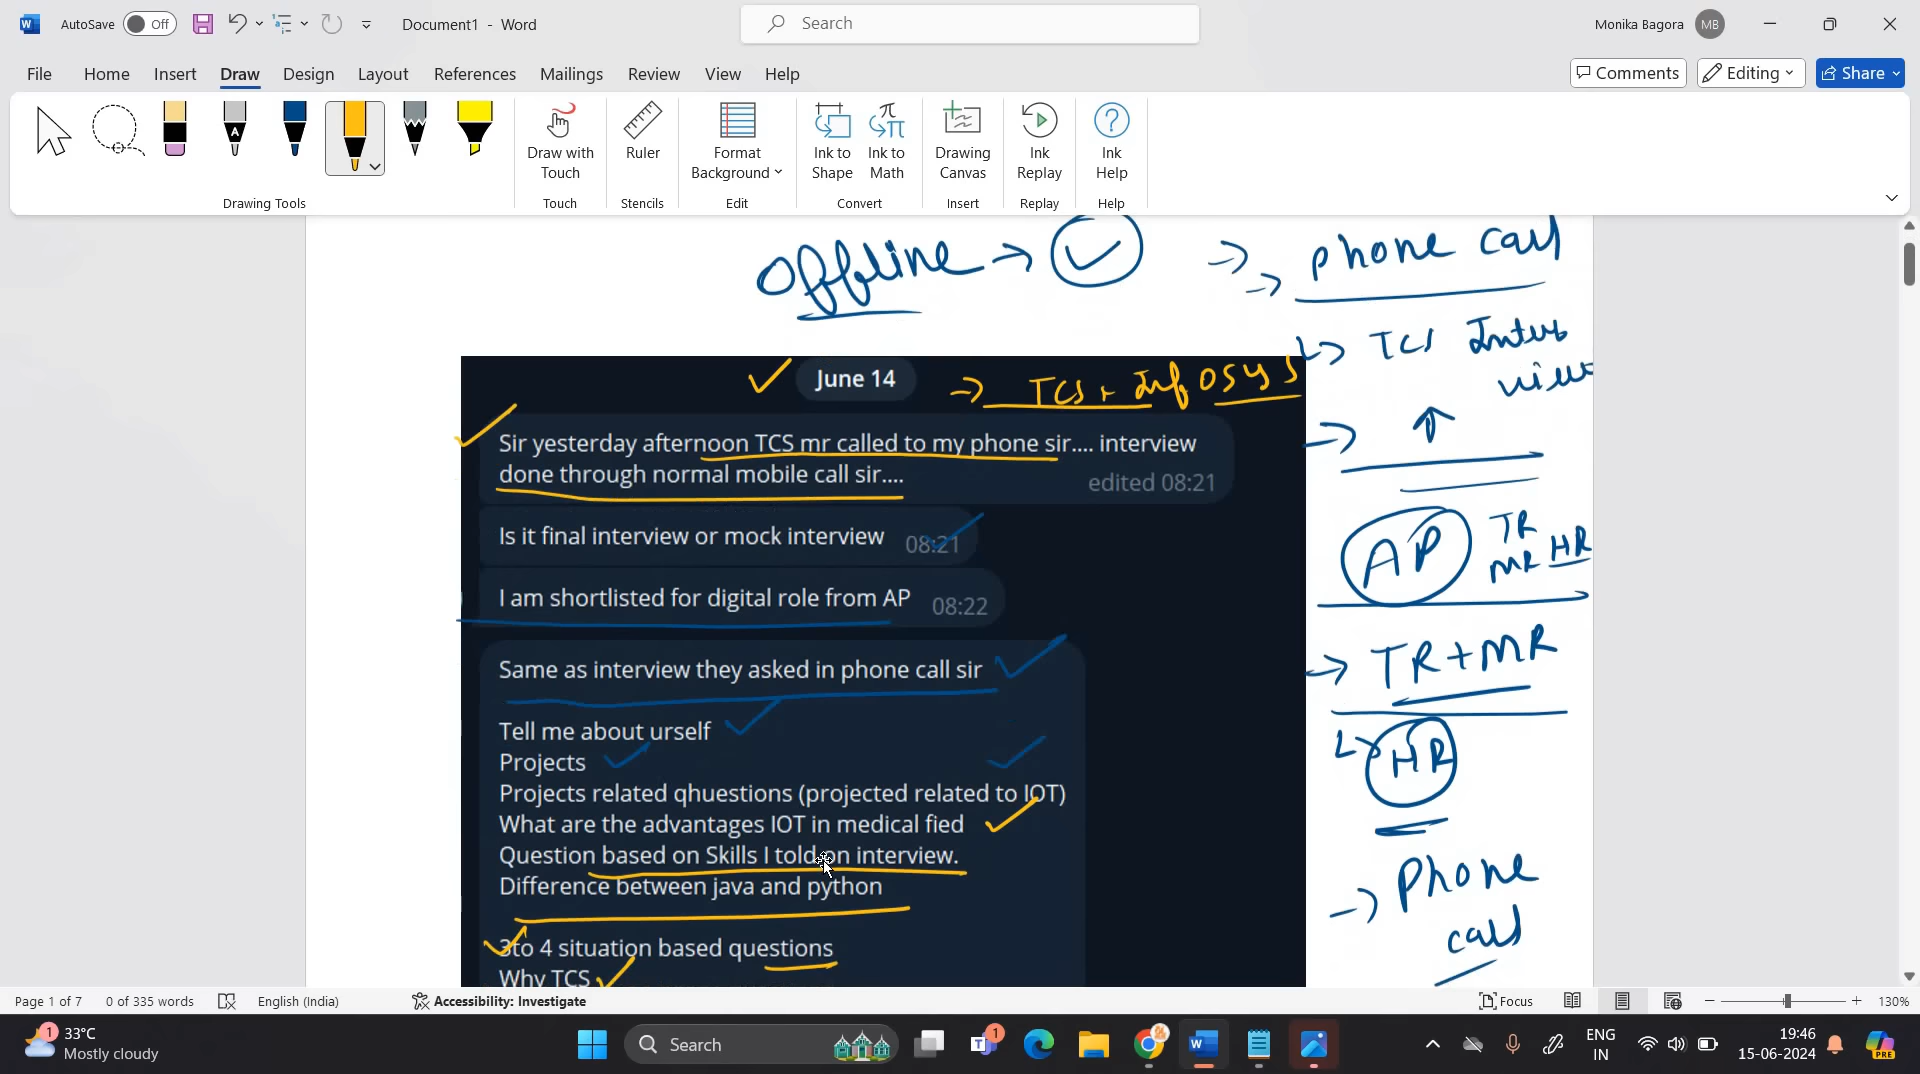 AutoSave Off Document1 - Word Search Monika Bagora MB
File Home Insert Draw Design Layout References Mailings Review View Help Comments Editing Share
A
Draw with Touch
Ruler
Format Background
Ink to Shape
Ink to Math
Drawing Canvas
Ink Replay
Ink Help
Drawing Tools Touch Stencils Edit Convert Insert Replay Help
Offline → phone call
TCS Inter
view
June 14
→ TCS + Infosys
Sir yesterday afternoon TCS mr called to my phone sir.... interview
done through normal mobile call sir....
edited 08:21
Is it final interview or mock interview 08:21
I am shortlisted for digital role from AP 08:22
AP TR
MR HR
Same as interview they asked in phone call sir
→ TR+MR
Tell me about urself
Projects
HR
Projects related qhuestions (projected related to IOT)
What are the advantages IOT in medical fied
Question based on Skills I told on interview.
Difference between java and python
→ Phone
call
3to 4 situation based questions
Why TCS
Page 1 of 7 0 of 335 words English (India) Accessibility: Investigate Focus 130%
1 33°C
Mostly cloudy
Search
1
ENG
IN
19:46
15-06-2024
PRE